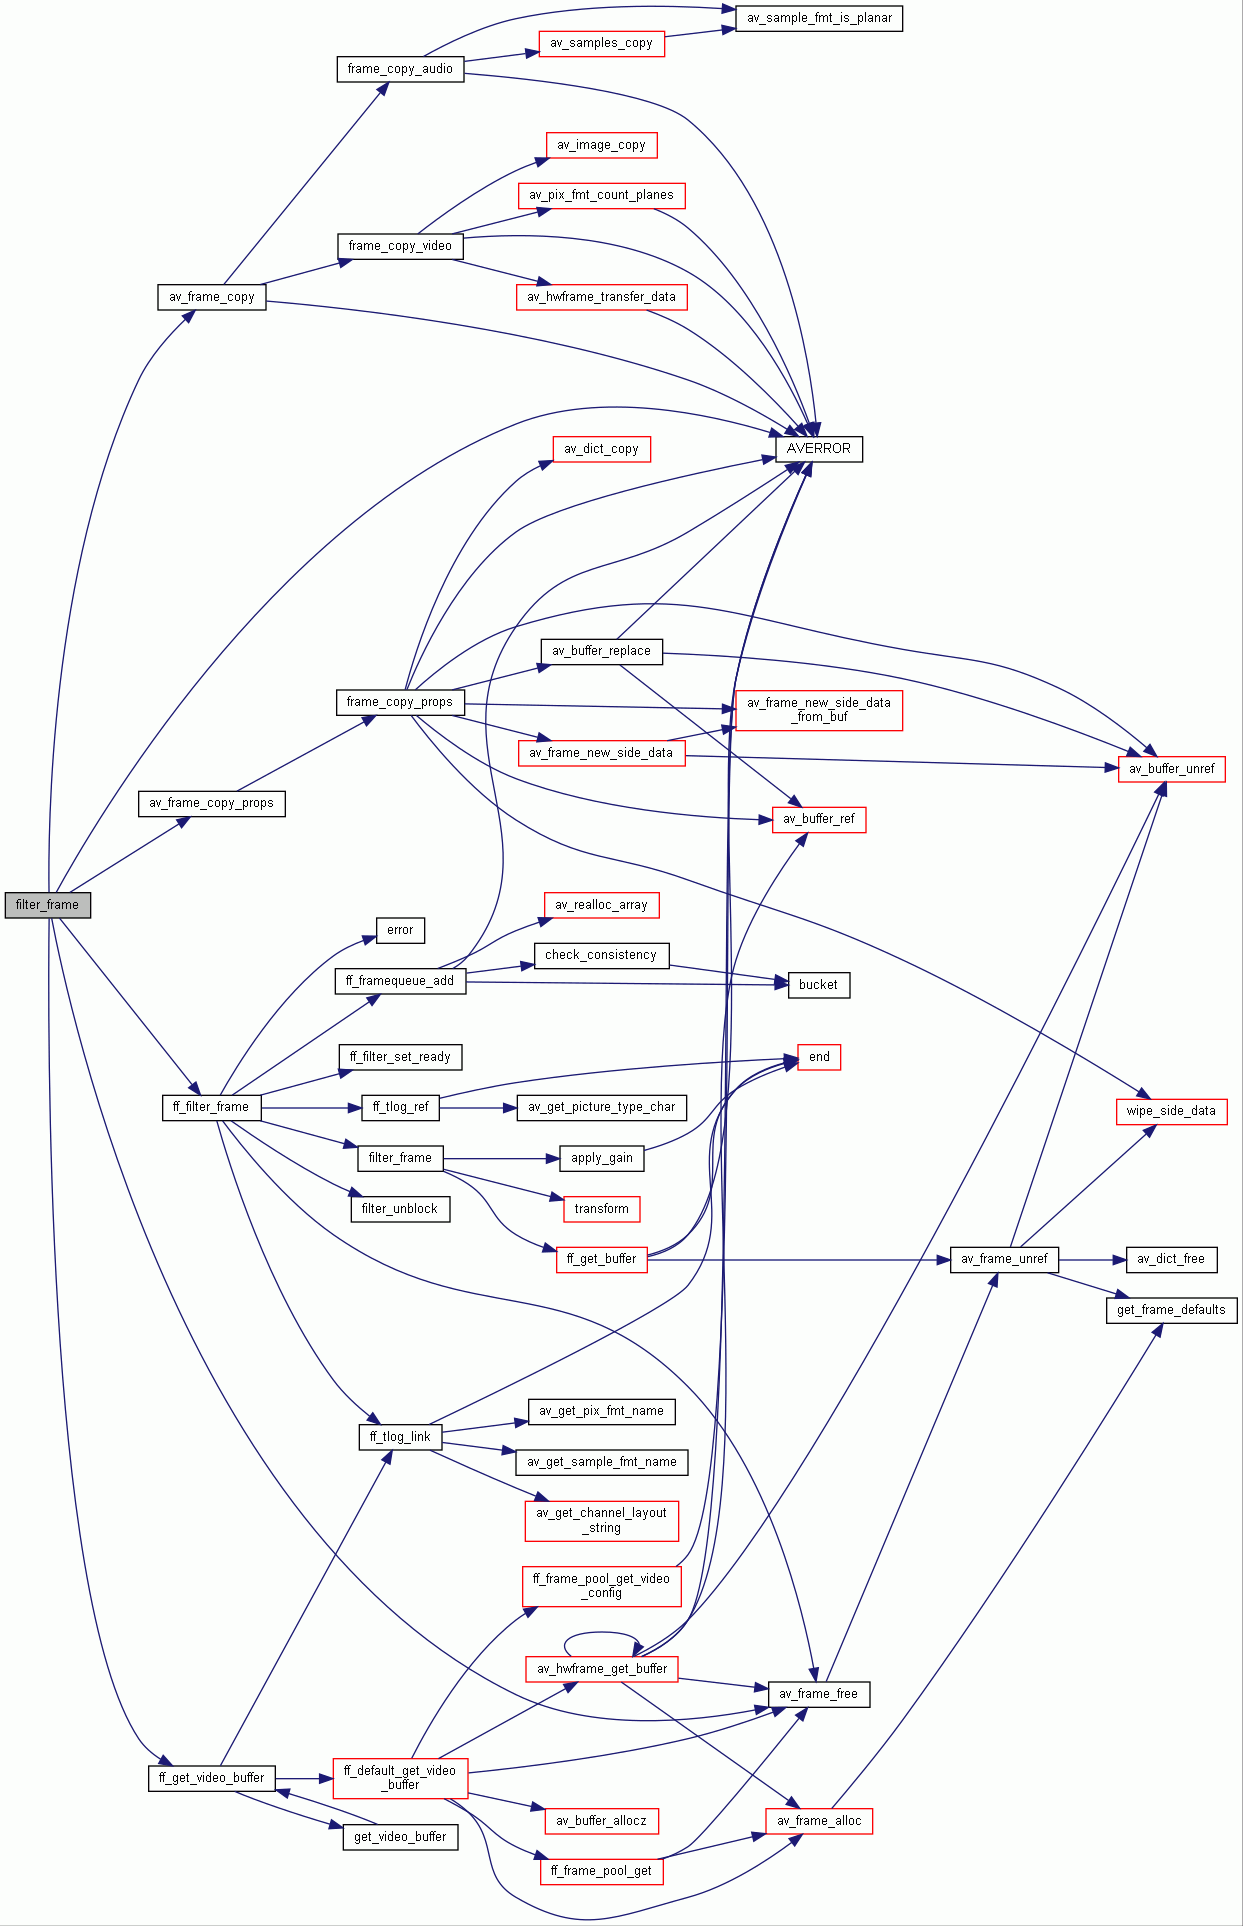 av_sample_fmt_is_planar
av_samples_copy
frame_copy_audio
av_image_copy
av_pix_fmt_count_planes
frame_copy_video
av_frame_copy
av_hwframe_transfer_data
av_dict_copy
AVERROR
av_buffer_replace
frame_copy_props
av_frame_new_side_data
_from_buf
av_frame_new_side_data
av_buffer_unref
av_frame_copy_props
av_buffer_ref
filter_frame
av_realloc_array
error
check_consistency
ff_framequeue_add
bucket
ff_filter_set_ready
end
ff_filter_frame
ff_tlog_ref
av_get_picture_type_char
wipe_side_data
filter_frame
apply_gain
filter_unblock
transform
ff_get_buffer
av_frame_unref
av_dict_free
get_frame_defaults
av_get_pix_fmt_name
ff_tlog_link
av_get_sample_fmt_name
av_get_channel_layout
_string
ff_frame_pool_get_video
_config
av_hwframe_get_buffer
av_frame_free
ff_get_video_buffer
ff_default_get_video
_buffer
av_buffer_allocz
av_frame_alloc
get_video_buffer
ff_frame_pool_get